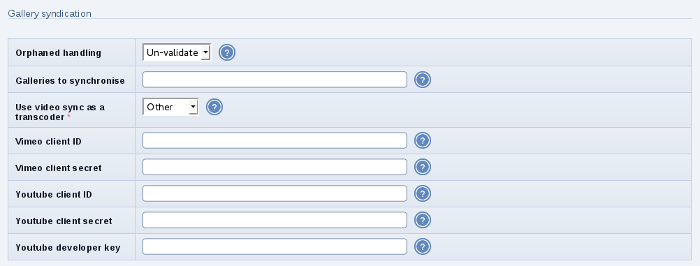 Gallery syndication
Orphaned handling
Un-validate
?
Galleries to synchronise
?
Use video sync as a
transcoder *
Other
?
Vimeo client ID
?
Vimeo client secret
?
Youtube client ID
?
Youtube client secret
?
Youtube developer key
?